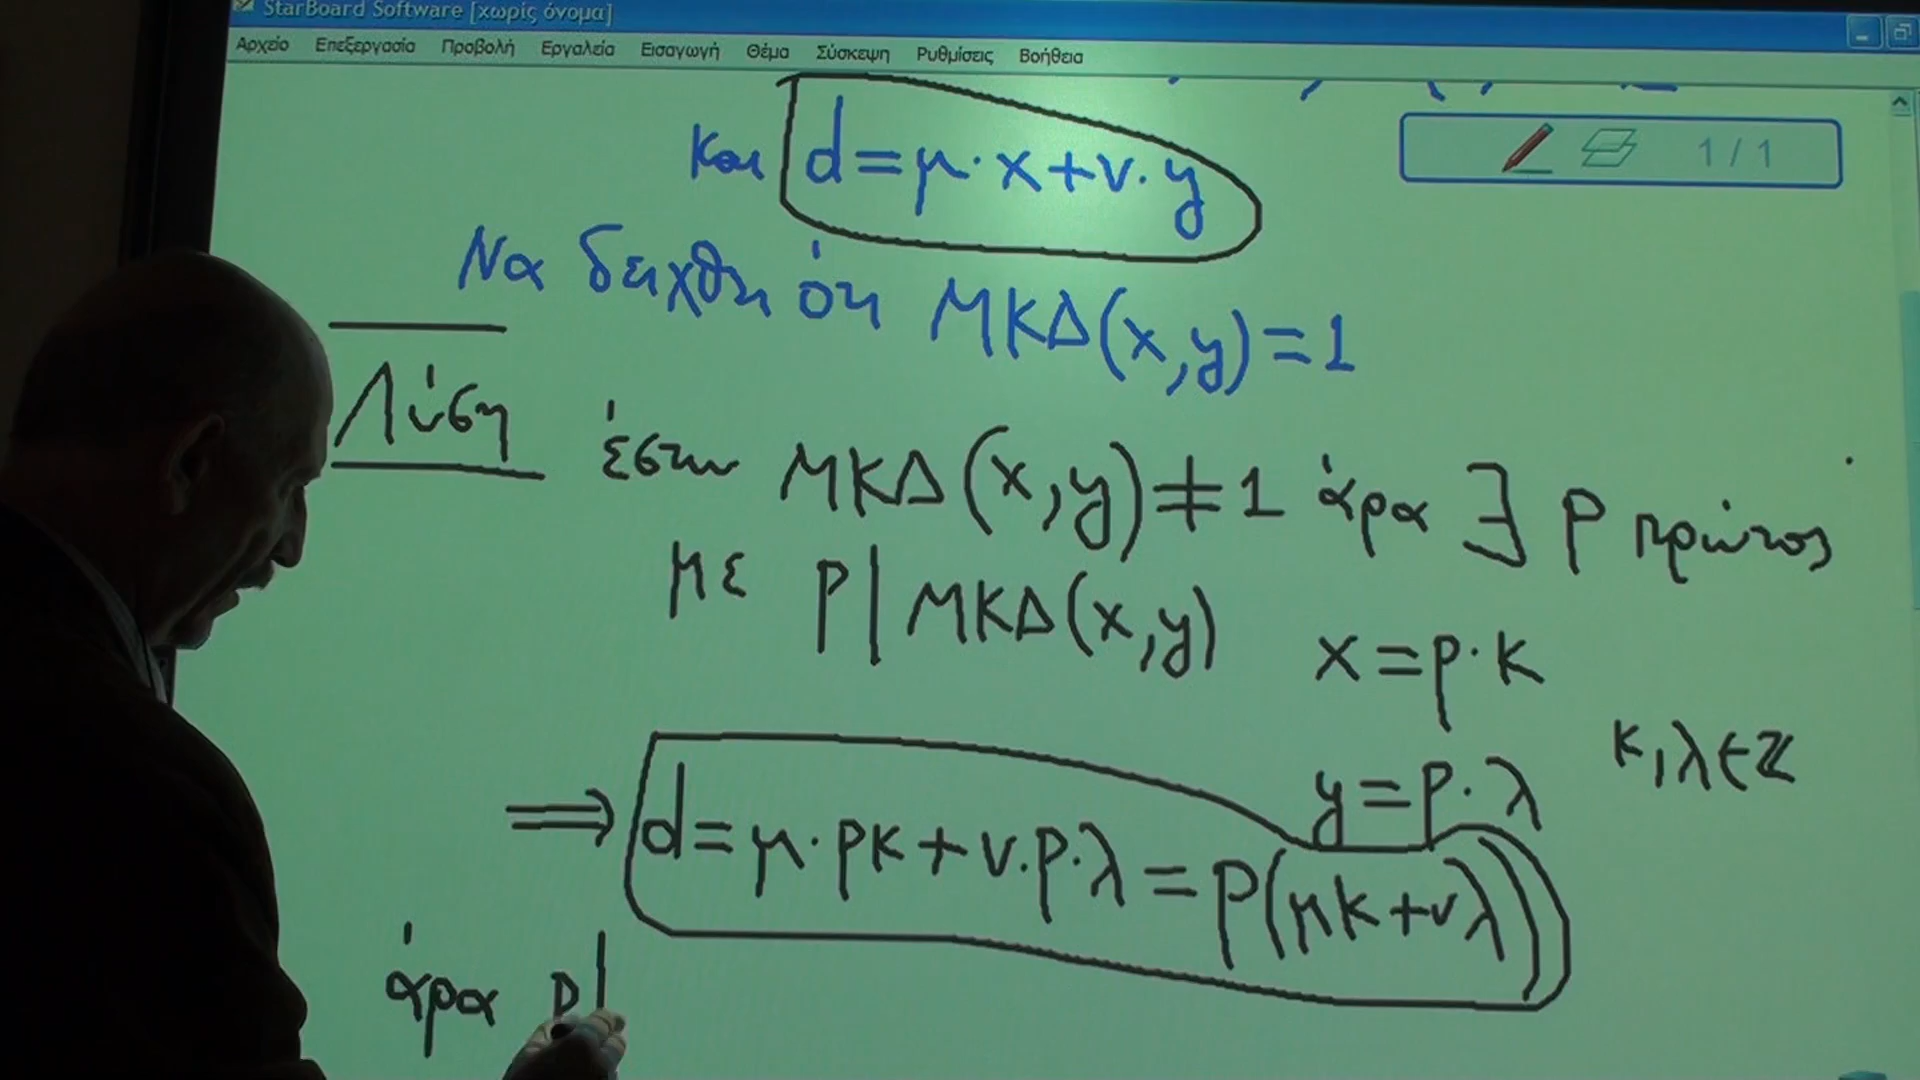 StarBoard Software [χωρίς όνομα]
Αρχείο Επεξεργασία Προβολή Εργαλεία Εισαγωγή Θέμα Σύσκεψη Ρυθμίσεις Βοήθεια
1 / 1
και d=μ·x+ν·y
Να δειχθει ότι ΜΚΔ(x,y)=1
Λύση έστω ΜΚΔ(x,y)≠1 άρα ∃ p πρώτος
με p|ΜΚΔ(x,y)
x=p·κ
y=p·λ κ,λ∈ℤ
⟹ d=μ·pκ+ν·p·λ=p(μκ+νλ)
άρα p|